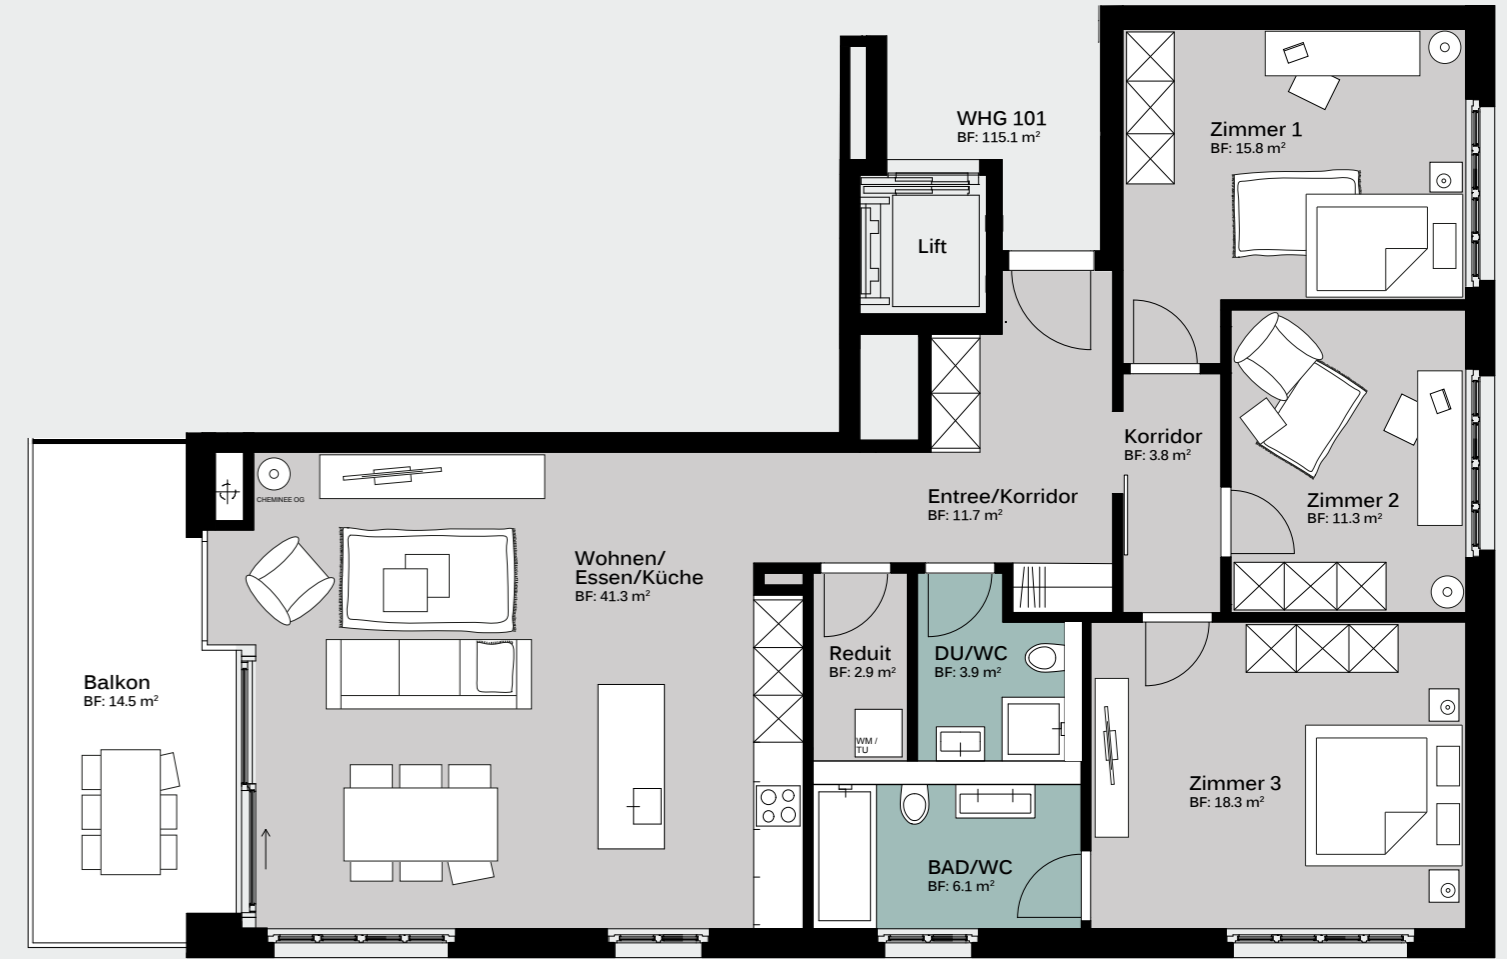 WHG 101
BF: 115.1 m²
Zimmer 1
BF: 15.8 m²
Lift
Korridor
BF: 3.8 m²
Zimmer 2
BF: 11.3 m²
Entree/Korridor
BF: 11.7 m²
CHEMINEE OG
Wohnen/
Essen/Küche
BF: 41.3 m²
Reduit
BF: 2.9 m²
DU/WC
BF: 3.9 m²
Balkon
BF: 14.5 m²
WM /
TU
Zimmer 3
BF: 18.3 m²
BAD/WC
BF: 6.1 m²